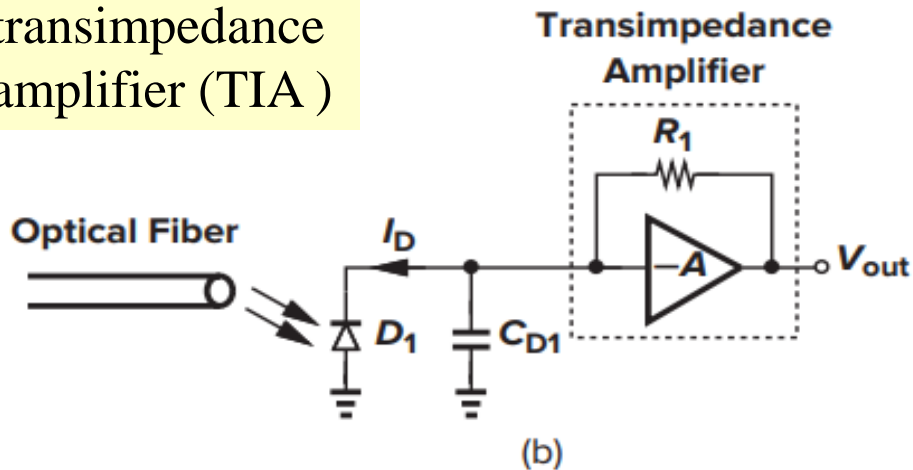 transimpedance
amplifier (TIA )
Transimpedance
Amplifier
R1
Optical Fiber
ID
-A
Vout
D1
CD1
(b)